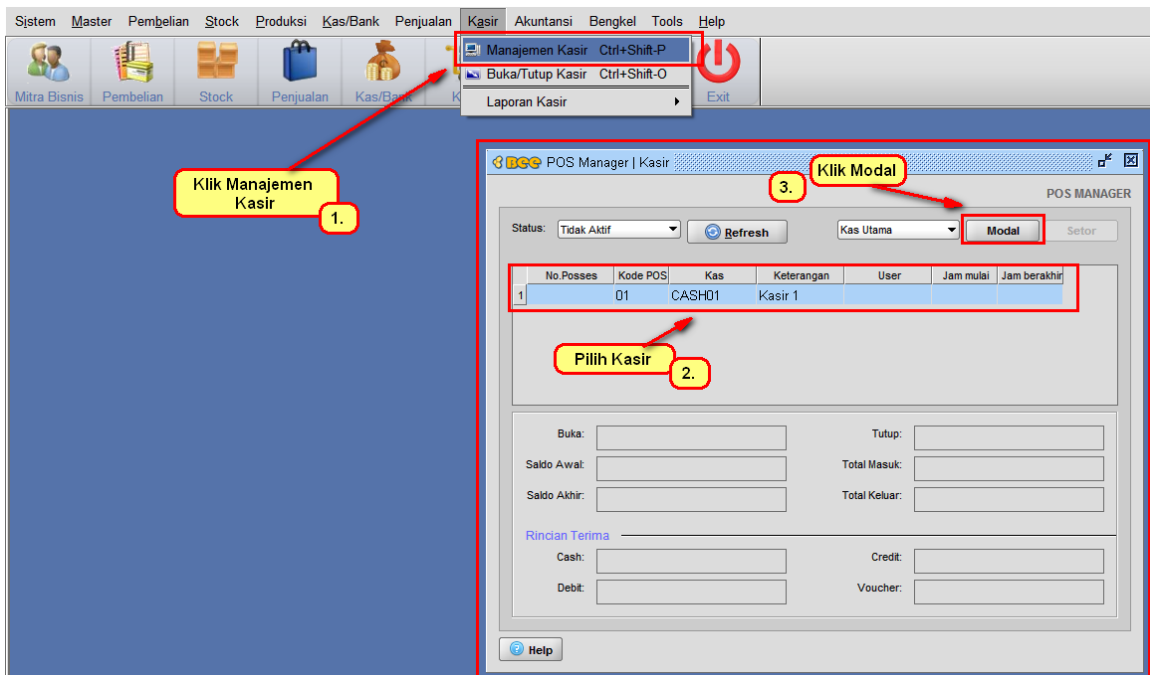 Sistem Master Pembelian Stock Produksi Kas/Bank Penjualan Kasir Akuntansi Bengkel Tools Help
Manajemen Kasir Ctrl+Shift-P
Buka/Tutup Kasir Ctrl+Shift-O
Laporan Kasir
Mitra Bisnis Pembelian Stock Penjualan Kas/Bank K Exit
Klik Manajemen
Kasir
1.
Bee POS Manager | Kasir
Klik Modal
3.
POS MANAGER
Status: Tidak Aktif Refresh Kas Utama Modal Setor
No.Posses Kode POS Kas Keterangan User Jam mulai Jam berakhir
1 01 CASH01 Kasir 1
Pilih Kasir
2.
Buka: Tutup:
Saldo Awal: Total Masuk:
Saldo Akhir: Total Keluar:
Rincian Terima
Cash: Credit:
Debit: Voucher:
Help